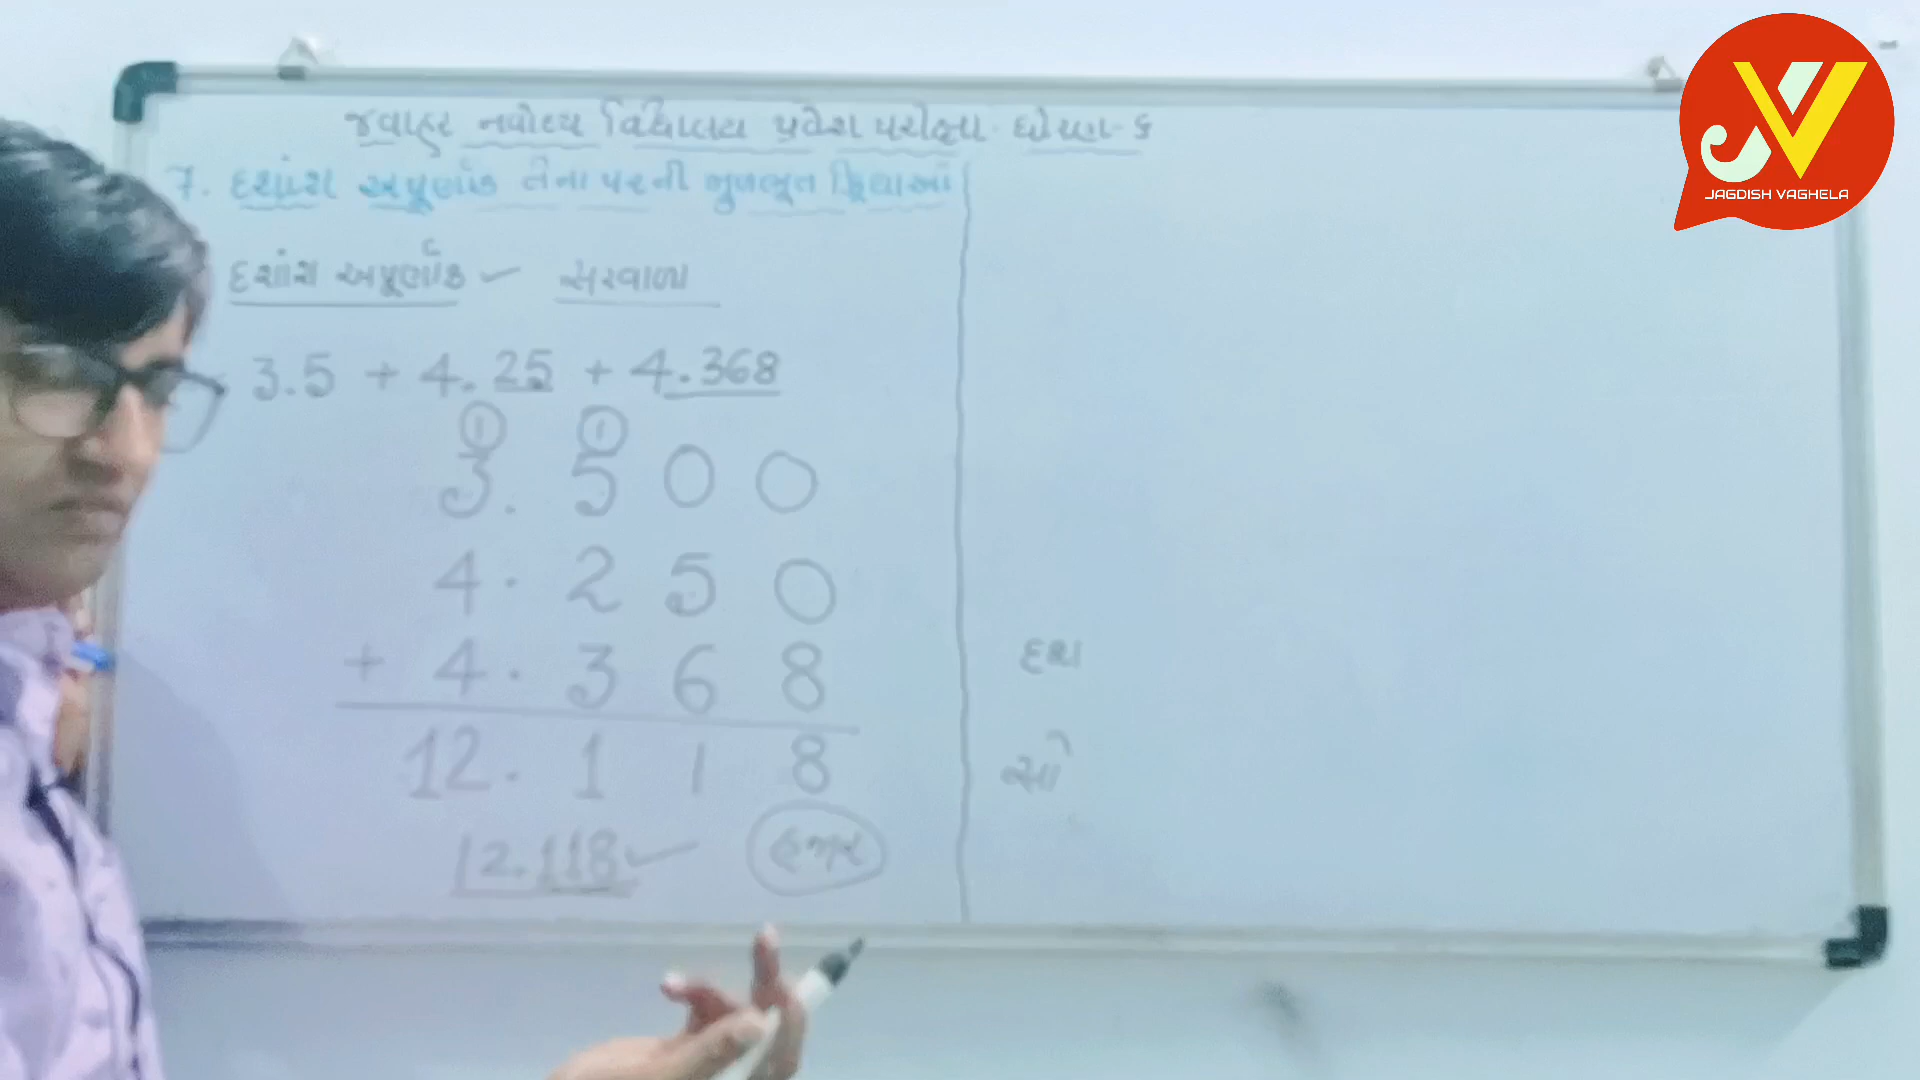 જવાહર નવોદય વિદ્યાલય પ્રવેશ પરીક્ષા - ધોરણ - ૬
7. દશાંશ અપૂર્ણાંક તેના પરની મુળભૂત ક્રિયાઓ
દશાંશ અપૂર્ણાંક ✓ સરવાળા
3.5 + 4.25 + 4.368
1 1
3. 5 0 0
4. 2 5 0
+ 4. 3 6 8
12. 1 1 8
12.118 ✓
હજાર
દશ
સો
JAGDISH VAGHELA